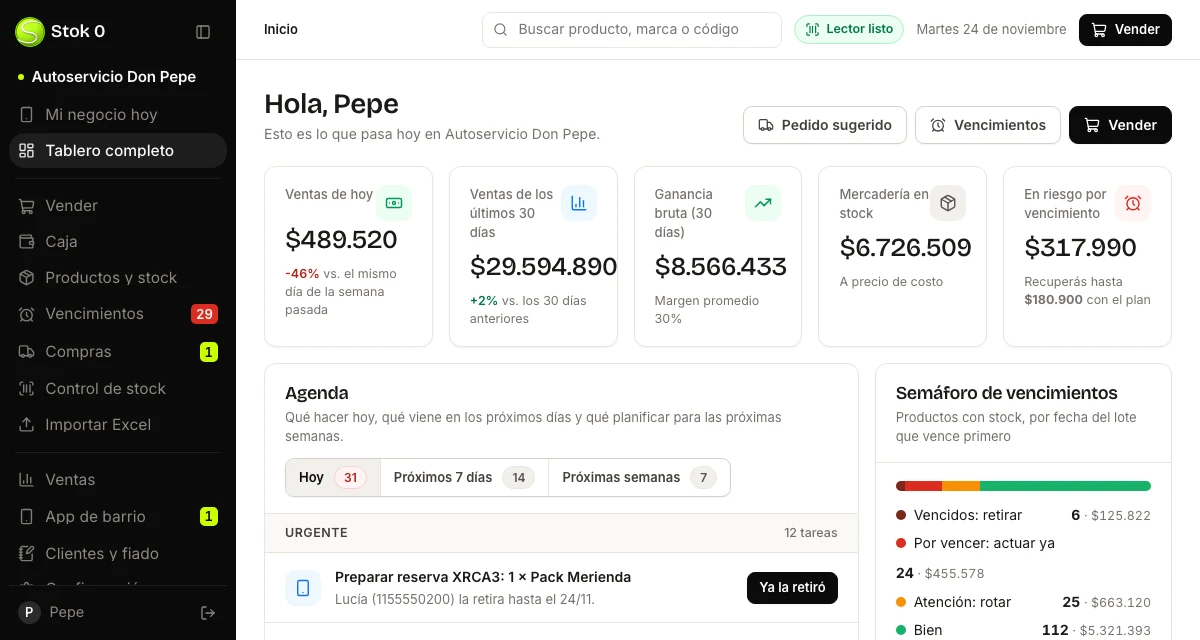 Stok 0
Autoservicio Don Pepe
Mi negocio hoy
Tablero completo
Vender
Caja
Productos y stock
Vencimientos 29
Compras 1
Control de stock
Importar Excel
Ventas
App de barrio 1
Clientes y fiado
P Pepe
Inicio
Buscar producto, marca o código
Lector listo
Martes 24 de noviembre
Vender
Hola, Pepe
Esto es lo que pasa hoy en Autoservicio Don Pepe.
Pedido sugerido
Vencimientos
Vender
Ventas de hoy
$489.520
-46% vs. el mismo
día de la semana
pasada
Ventas de los
últimos 30
días
$29.594.890
+2% vs. los 30 días
anteriores
Ganancia
bruta (30
días)
$8.566.433
Margen promedio
30%
Mercadería en
stock
$6.726.509
A precio de costo
En riesgo por
vencimiento
$317.990
Recuperás hasta
$180.900 con el plan
Agenda
Qué hacer hoy, qué viene en los próximos días y qué planificar para las próximas
semanas.
Hoy 31
Próximos 7 días 14
Próximas semanas 7
URGENTE
12 tareas
Preparar reserva XRCA3: 1 × Pack Merienda
Lucía (1155550200) la retira hasta el 24/11.
Ya la retiró
Semáforo de vencimientos
Productos con stock, por fecha del lote
que vence primero
Vencidos: retirar 6 · $125.822
Por vencer: actuar ya
24 · $455.578
Atención: rotar 25 · $663.120
Bien 112 · $5.321.393